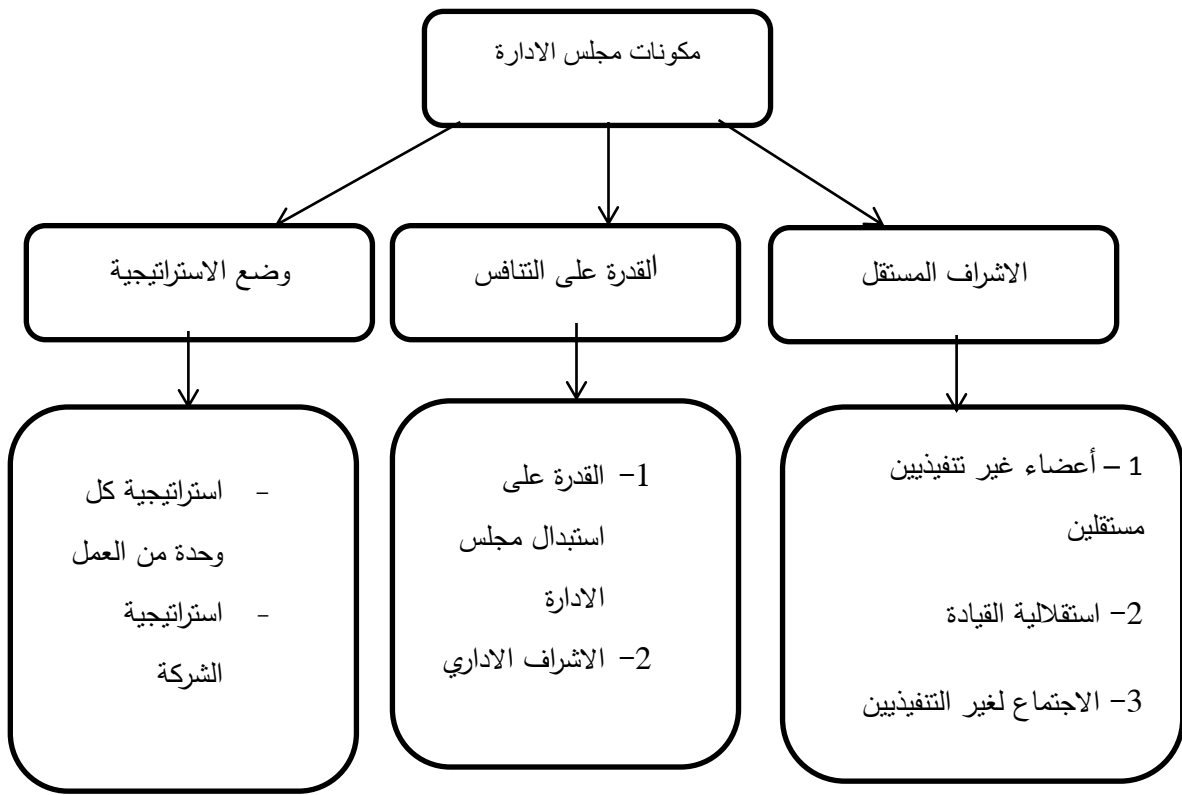 مكونات مجلس الادارة
الاشراف المستقل
القدرة على التنافس
وضع الاستراتيجية
1 – أعضاء غير تنفيذيين
مستقلين
2- استقلالية القيادة
3- الاجتماع لغير التنفيذيين
1- القدرة على
استبدال مجلس
الادارة
2- الاشراف الاداري
- استراتيجية كل
وحدة من العمل
- استراتيجية
الشركة